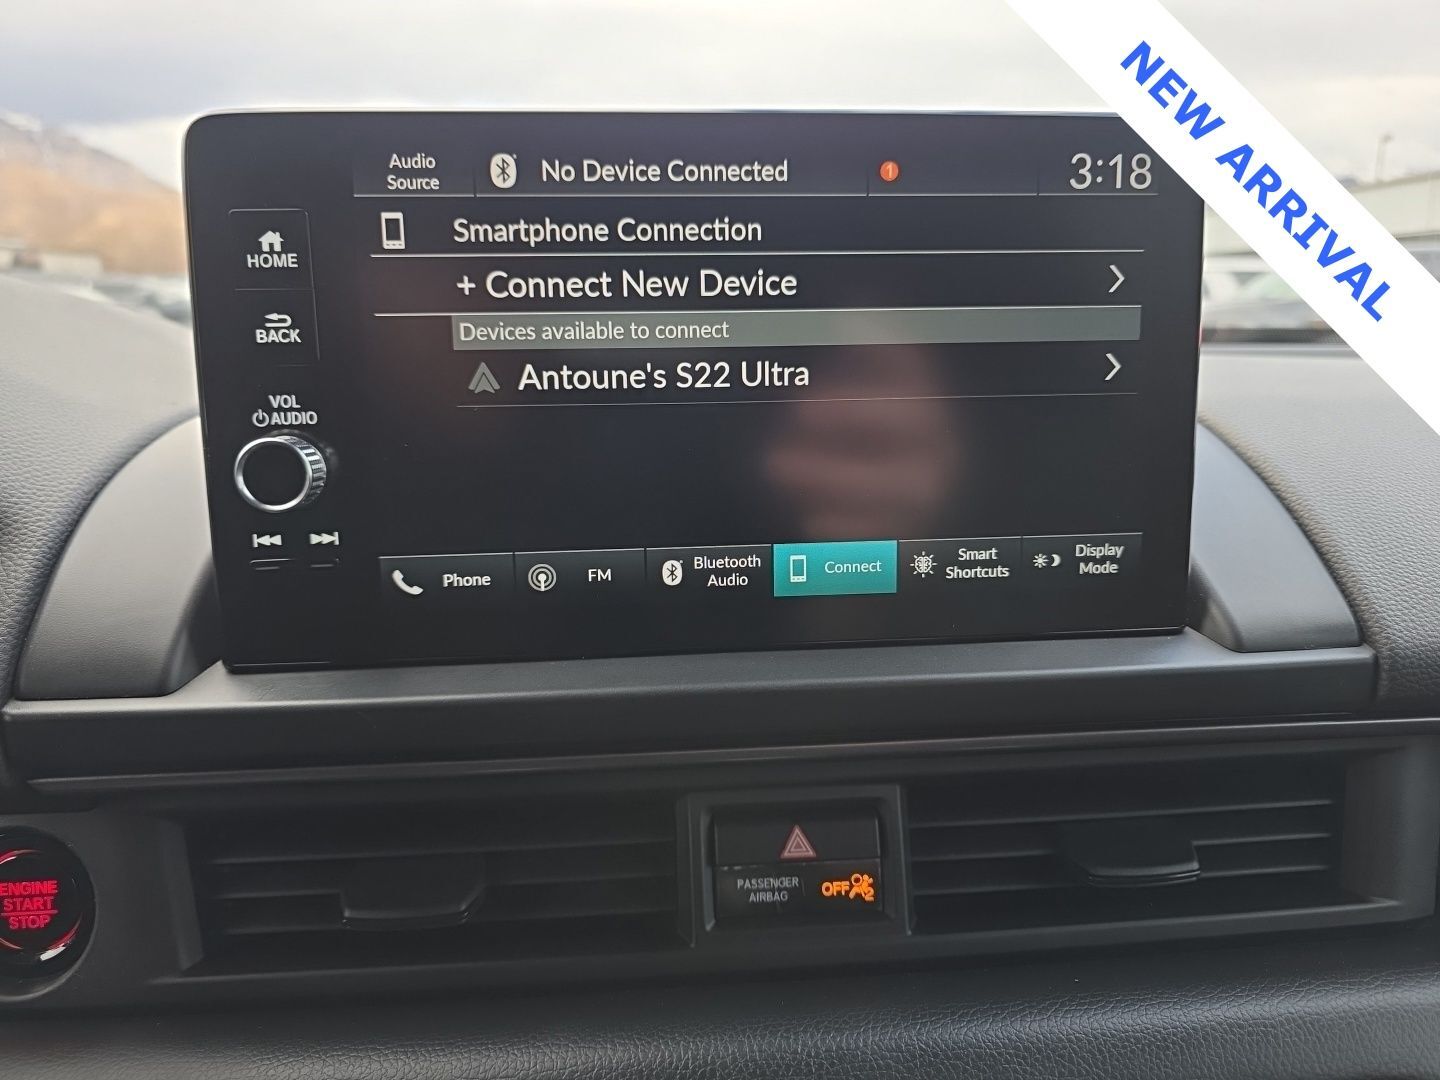 NEW ARRIVAL
Audio
Source
No Device Connected
1
3:18
HOME
Smartphone Connection
+ Connect New Device
BACK
Devices available to connect
Antoune's S22 Ultra
VOL
AUDIO
Phone
FM
Bluetooth
Audio
Connect
Smart
Shortcuts
Display
Mode
ENGINE
START
STOP
PASSENGER
AIRBAG
OFF
2